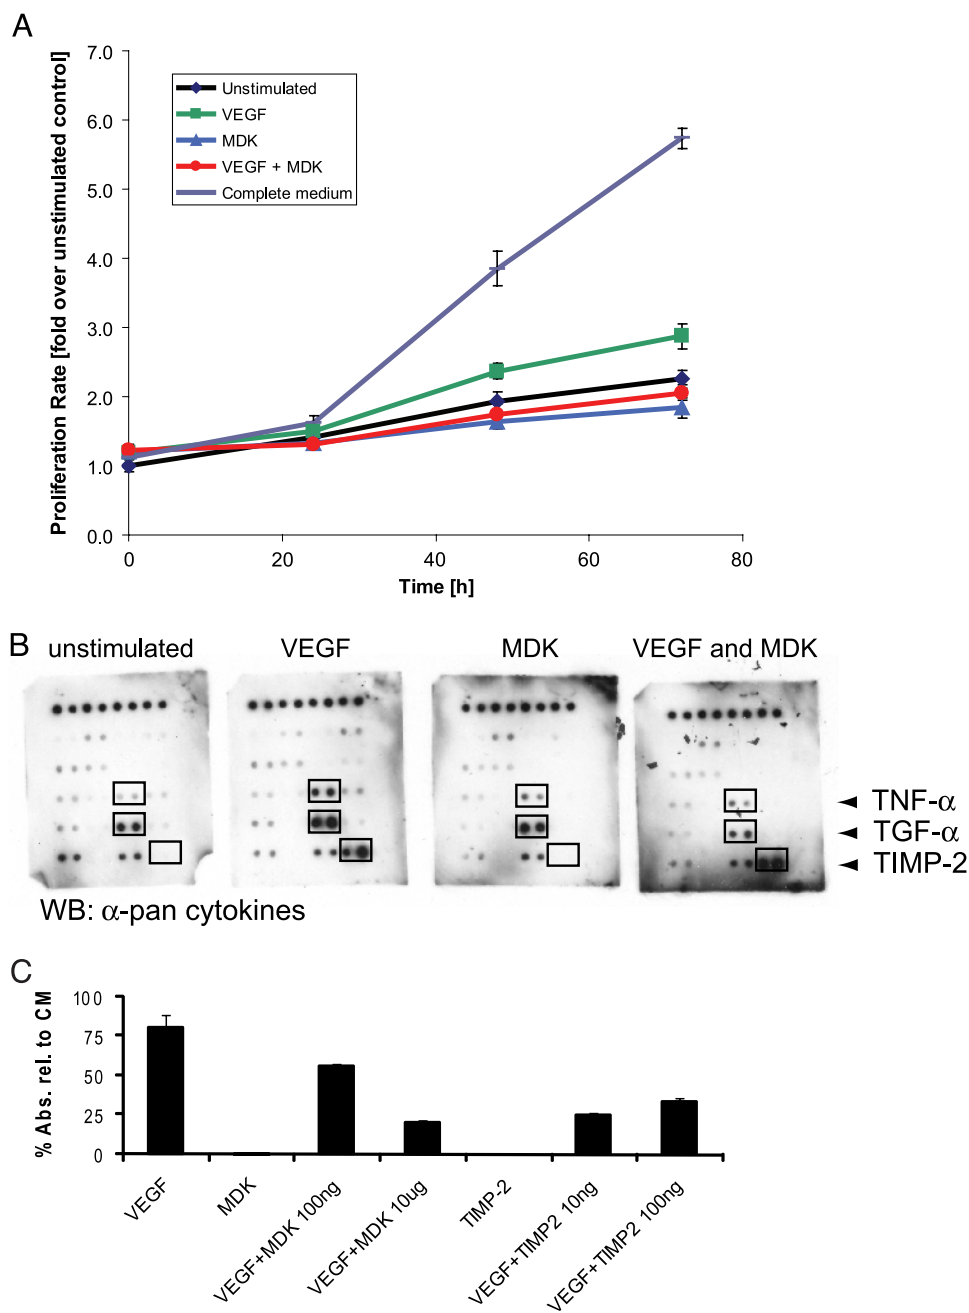 A
Proliferation Rate [fold over unstimulated control]
7.0
6.0
5.0
4.0
3.0
2.0
1.0
0.0
Unstimulated
VEGF
MDK
VEGF + MDK
Complete medium
0
20
40
60
80
Time [h]
B
unstimulated
VEGF
MDK
VEGF and MDK
TNF-α
TGF-α
TIMP-2
WB: α-pan cytokines
C
% Abs. rel. to CM
100
75
50
25
0
VEGF
MDK
VEGF+MDK 100ng
VEGF+MDK 10ug
TIMP-2
VEGF+TIMP2 10ng
VEGF+TIMP2 100ng